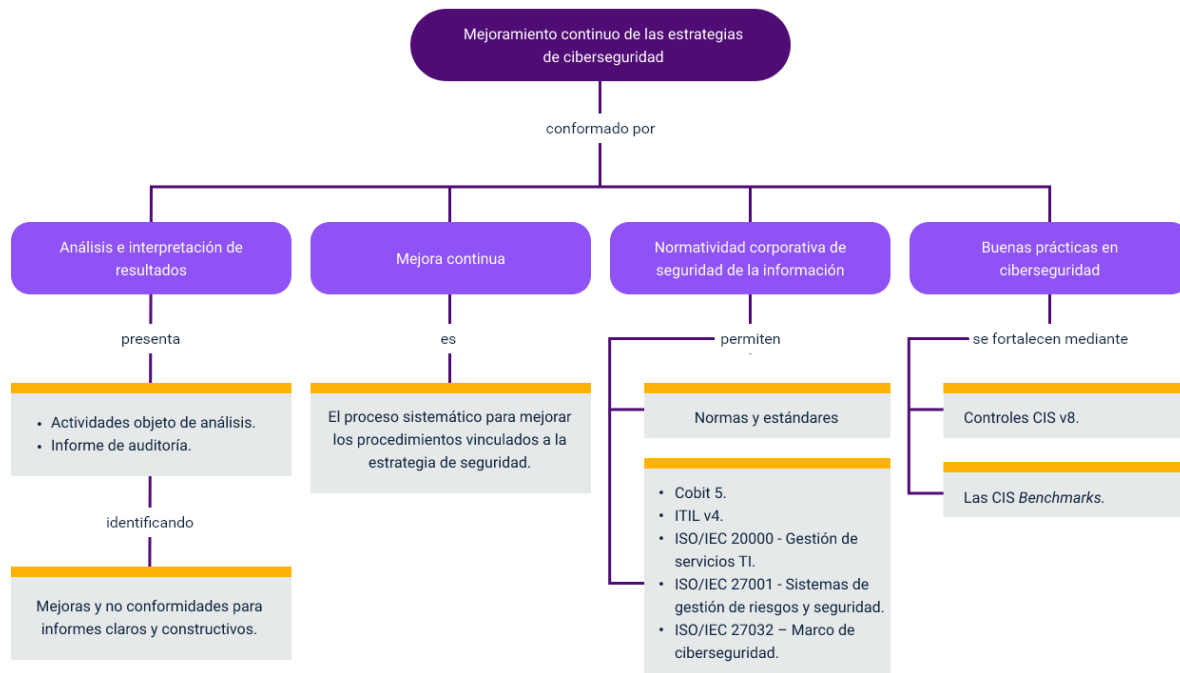 Mejoramiento continuo de las estrategias
de ciberseguridad
conformado por
Análisis e interpretación de
resultados
presenta
• Actividades objeto de análisis.
• Informe de auditoría.
identificando
Mejoras y no conformidades para
informes claros y constructivos.
Mejora continua
es
El proceso sistemático para mejorar
los procedimientos vinculados a la
estrategia de seguridad.
Normatividad corporativa de
seguridad de la información
permiten
Normas y estándares
• Cobit 5.
• ITIL v4.
• ISO/IEC 20000 - Gestión de
servicios TI.
• ISO/IEC 27001 - Sistemas de
gestión de riesgos y seguridad.
• ISO/IEC 27032 – Marco de
ciberseguridad.
Buenas prácticas en
ciberseguridad
se fortalecen mediante
Controles CIS v8.
Las CIS Benchmarks.